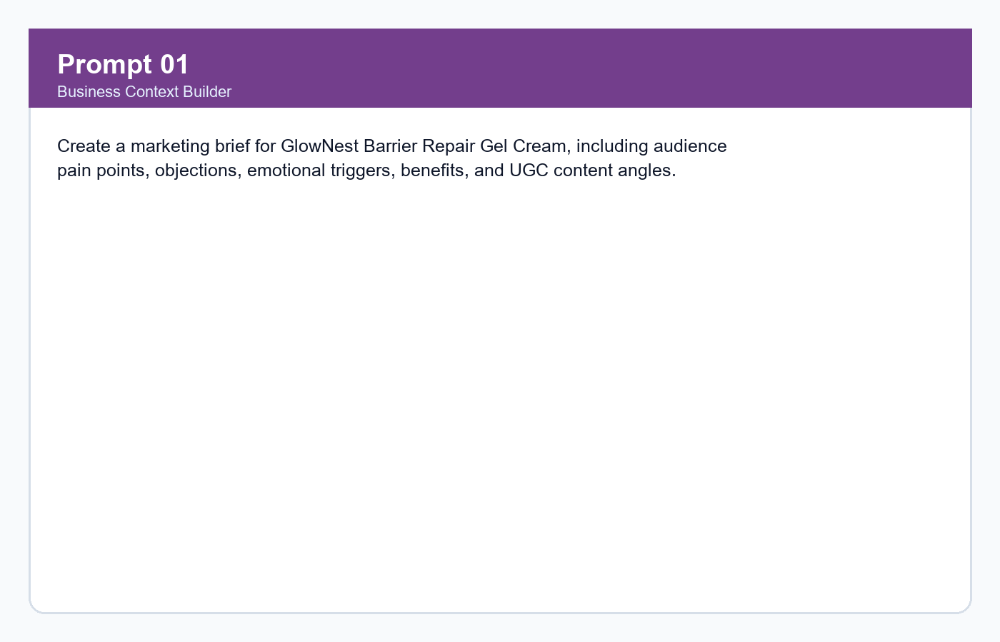 Prompt 01
Business Context Builder
Create a marketing brief for GlowNest Barrier Repair Gel Cream, including audience
pain points, objections, emotional triggers, benefits, and UGC content angles.